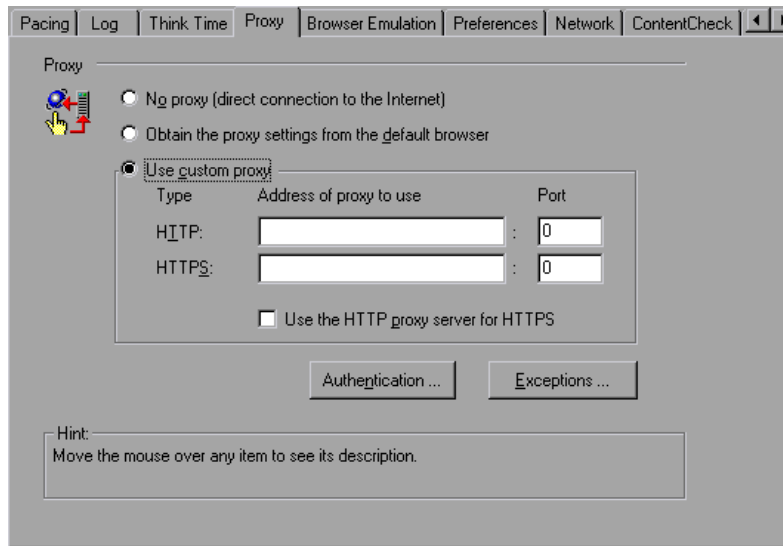 Pacing Log Think Time Proxy Browser Emulation Preferences Network ContentCheck
Proxy
No proxy (direct connection to the Internet)
Obtain the proxy settings from the default browser
Use custom proxy
Type Address of proxy to use Port
HTTP: : 0
HTTPS: : 0
Use the HTTP proxy server for HTTPS
Authentication ... Exceptions ...
Hint:
Move the mouse over any item to see its description.